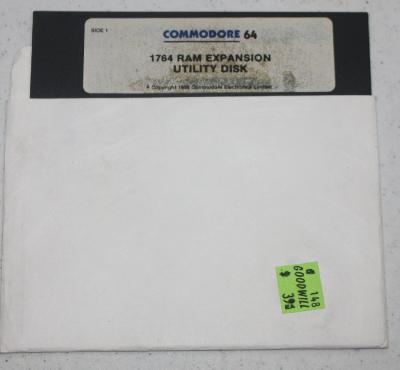 SIDE 1
COMMODORE 64
1764 RAM EXPANSION
UTILITY DISK
Copyright 1986 Commodore Electronics Limited
148
GOODWILL
$ 395